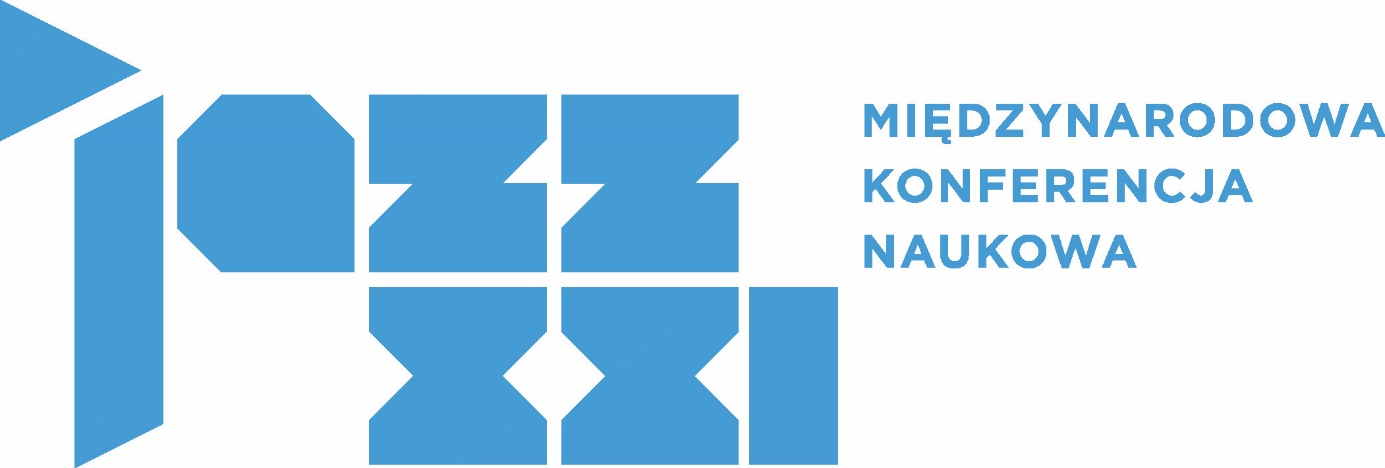 jazz
XXI
MIĘDZYNARODOWA
KONFERENCJA
NAUKOWA